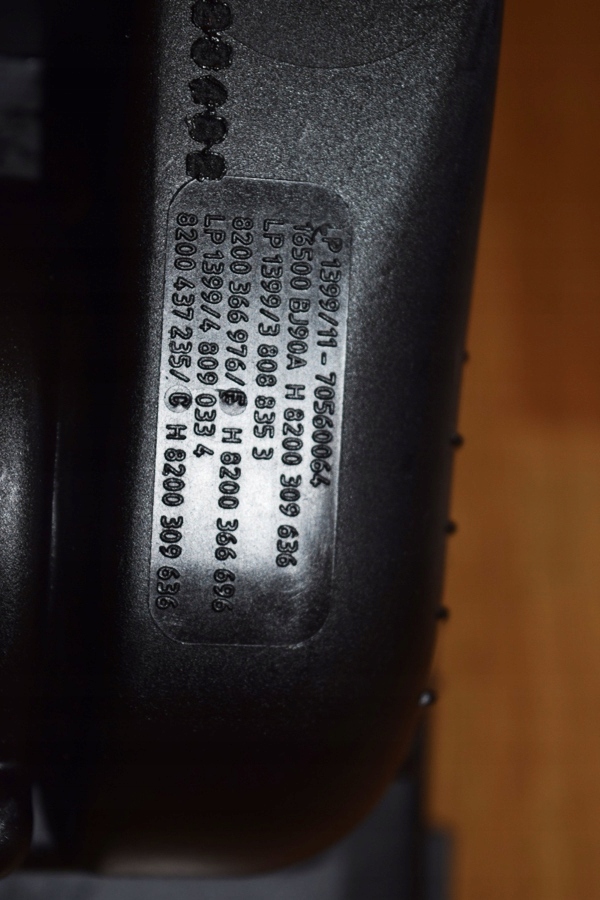 LP 1399/11 - 70560064
16500 BJ90A H 8200 309 636
LP 1399/3 808 835 3
8200 366 976/E H 8200 366 696
LP 1399/4 809 033 4
8200 437 235/C H 8200 309 636